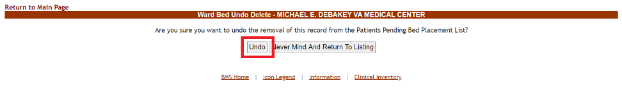 Return to Main Page
Ward Bed Undo Delete - MICHAEL E. DEBAKEY VA MEDICAL CENTER
Are you sure you want to undo the removal of this record from the Patients Pending Bed Placement List?
Undo Never Mind And Return To Listing
BMS Home | Icon Legend | Information | Clinical Inventory